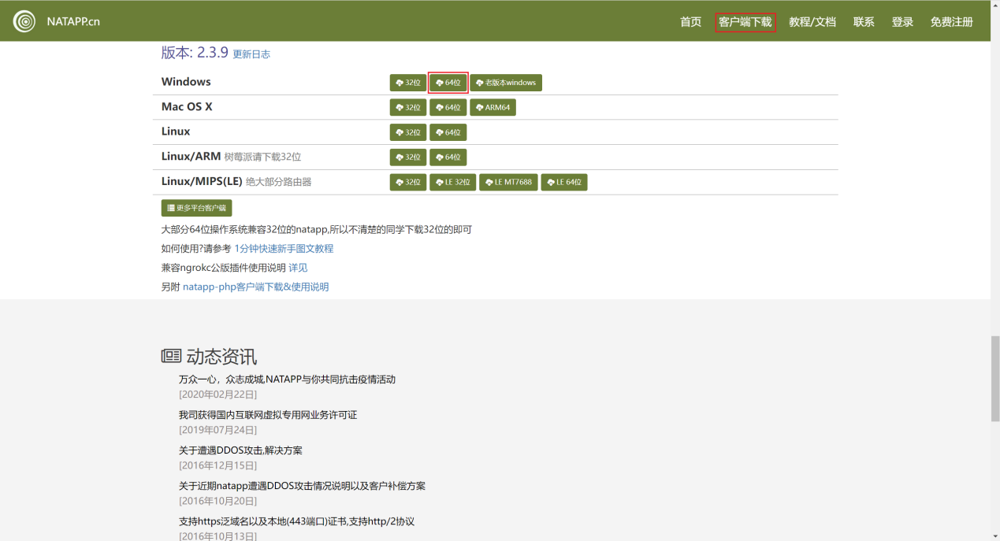 NATAPP.cn 首页 客户端下载 教程/文档 联系 登录 免费注册
版本: 2.3.9 更新日志
Windows 32位 64位 老版本windows
Mac OS X 32位 64位 ARM64
Linux 32位 64位
Linux/ARM 树莓派请下载32位 32位 64位
Linux/MIPS(LE) 绝大部分路由器 32位 LE 32位 LE MT7688 LE 64位
更多平台客户端
大部分64位操作系统兼容32位的natapp,所以不清楚的同学下载32位的即可
如何使用?请参考 1分钟快速新手图文教程
兼容ngrokc公版插件使用说明 详见
另附 natapp-php客户端下载&使用说明
动态资讯
万众一心，众志成城,NATAPP与你共同抗击疫情活动
[2020年02月22日]
我司获得国内互联网虚拟专用网业务许可证
[2019年07月24日]
关于遭遇DDOS攻击,解决方案
[2016年12月15日]
关于近期natapp遭遇DDOS攻击情况说明以及客户补偿方案
[2016年10月20日]
支持https泛域名以及本地(443端口)证书,支持http/2协议
[2016年10月13日]